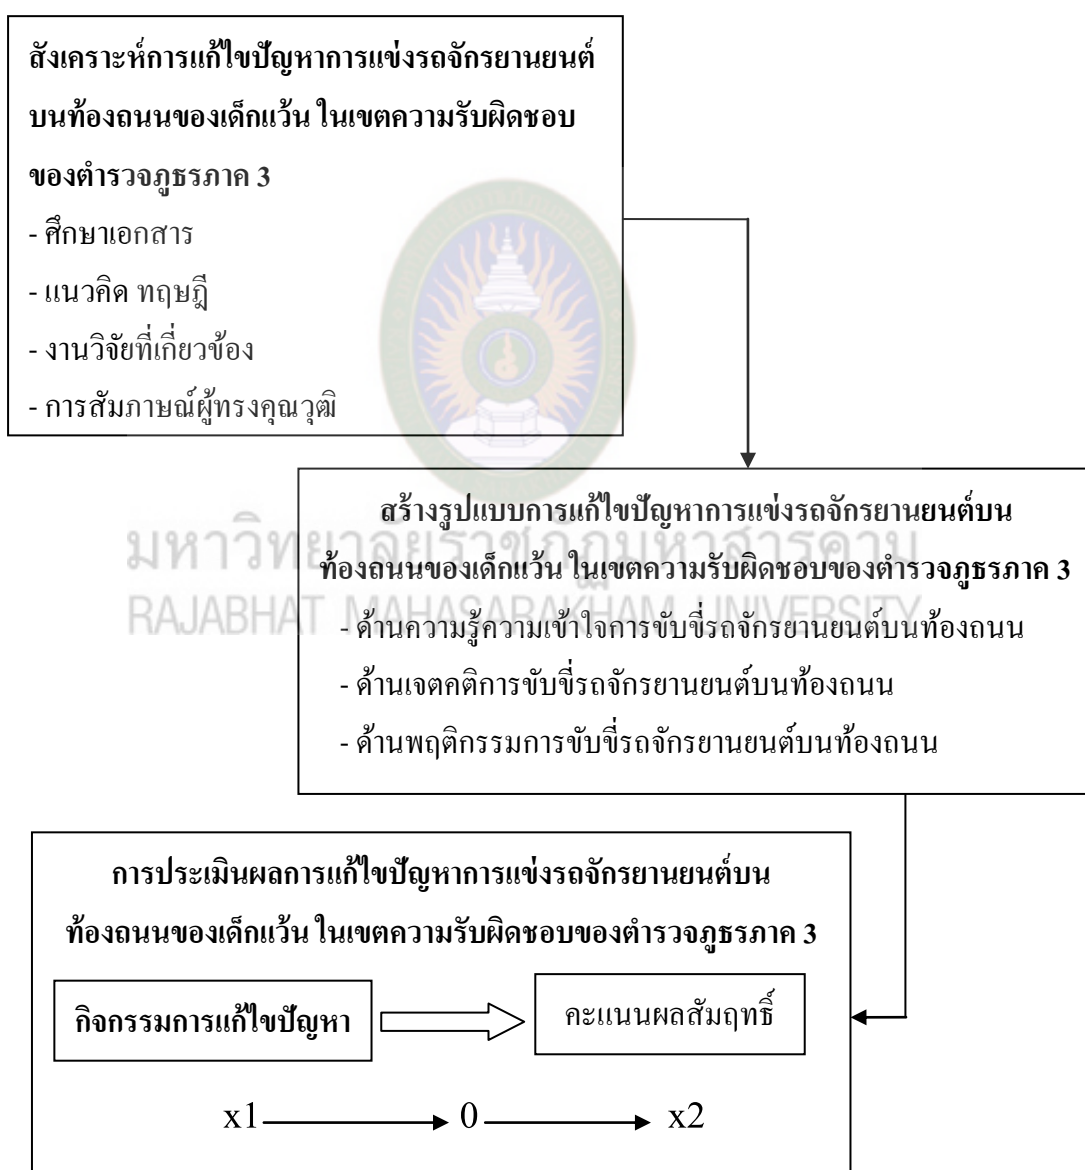 สังเคราะห์การแก้ไขปัญหาการแข่งรถจักรยานยนต์
บนท้องถนนของเด็กแว้น ในเขตความรับผิดชอบ
ของตำรวจภูธรภาค 3
- ศึกษาเอกสาร
- แนวคิด ทฤษฎี
- งานวิจัยที่เกี่ยวข้อง
- การสัมภาษณ์ผู้ทรงคุณวุฒิ
สร้างรูปแบบการแก้ไขปัญหาการแข่งรถจักรยานยนต์บน
มหาวิทยาลัยราชภัฏมหาสารคาม
ท้องถนนของเด็กแว้น ในเขตความรับผิดชอบของตำรวจภูธรภาค 3
RAJABHAT MAHASARAKHAM UNIVERSITY
- ด้านความรู้ความเข้าใจการขับขี่รถจักรยานยนต์บนท้องถนน
- ด้านเจตคติการขับขี่รถจักรยานยนต์บนท้องถนน
- ด้านพฤติกรรมการขับขี่รถจักรยานยนต์บนท้องถนน
การประเมินผลการแก้ไขปัญหาการแข่งรถจักรยานยนต์บน
ท้องถนนของเด็กแว้น ในเขตความรับผิดชอบของตำรวจภูธรภาค 3
กิจกรรมการแก้ไขปัญหา
คะแนนผลสัมฤทธิ์
x1 0 x2